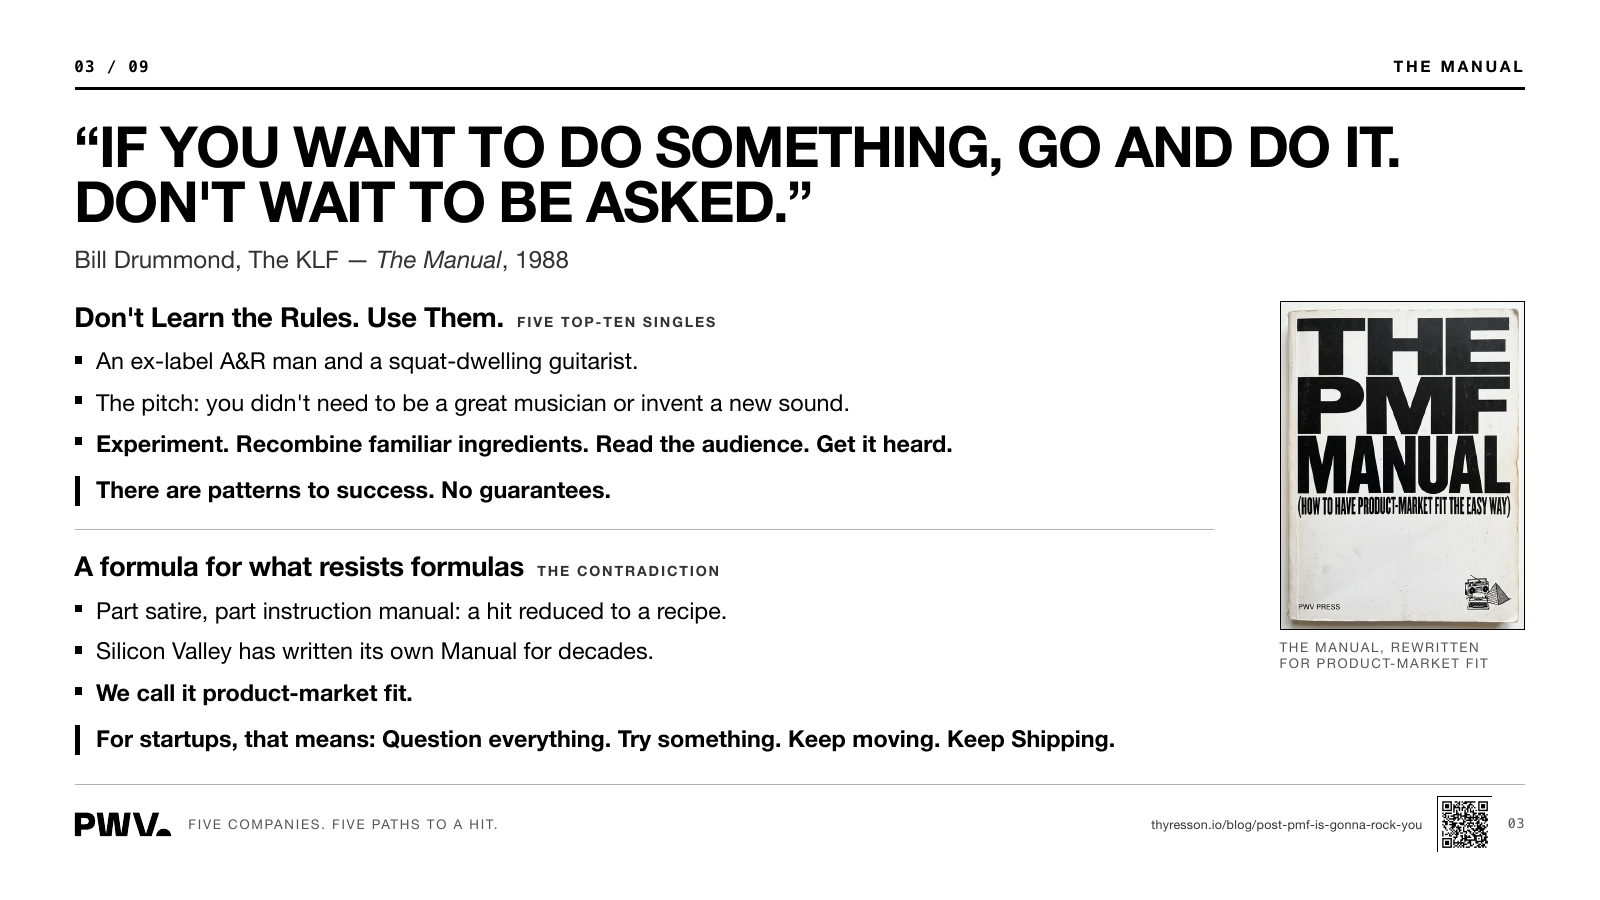 03 / 09
THE MANUAL
“IF YOU WANT TO DO SOMETHING, GO AND DO IT.
DON'T WAIT TO BE ASKED.”
Bill Drummond, The KLF — The Manual, 1988
Don't Learn the Rules. Use Them. FIVE TOP-TEN SINGLES
An ex-label A&R man and a squat-dwelling guitarist.
The pitch: you didn't need to be a great musician or invent a new sound.
Experiment. Recombine familiar ingredients. Read the audience. Get it heard.
There are patterns to success. No guarantees.
A formula for what resists formulas THE CONTRADICTION
Part satire, part instruction manual: a hit reduced to a recipe.
Silicon Valley has written its own Manual for decades.
We call it product-market fit.
For startups, that means: Question everything. Try something. Keep moving. Keep Shipping.
THE
PMF
MANUAL
(HOW TO HAVE PRODUCT-MARKET FIT THE EASY WAY)
PWV PRESS
THE MANUAL, REWRITTEN
FOR PRODUCT-MARKET FIT
PWV. FIVE COMPANIES. FIVE PATHS TO A HIT.
thyresson.io/blog/post-pmf-is-gonna-rock-you
03